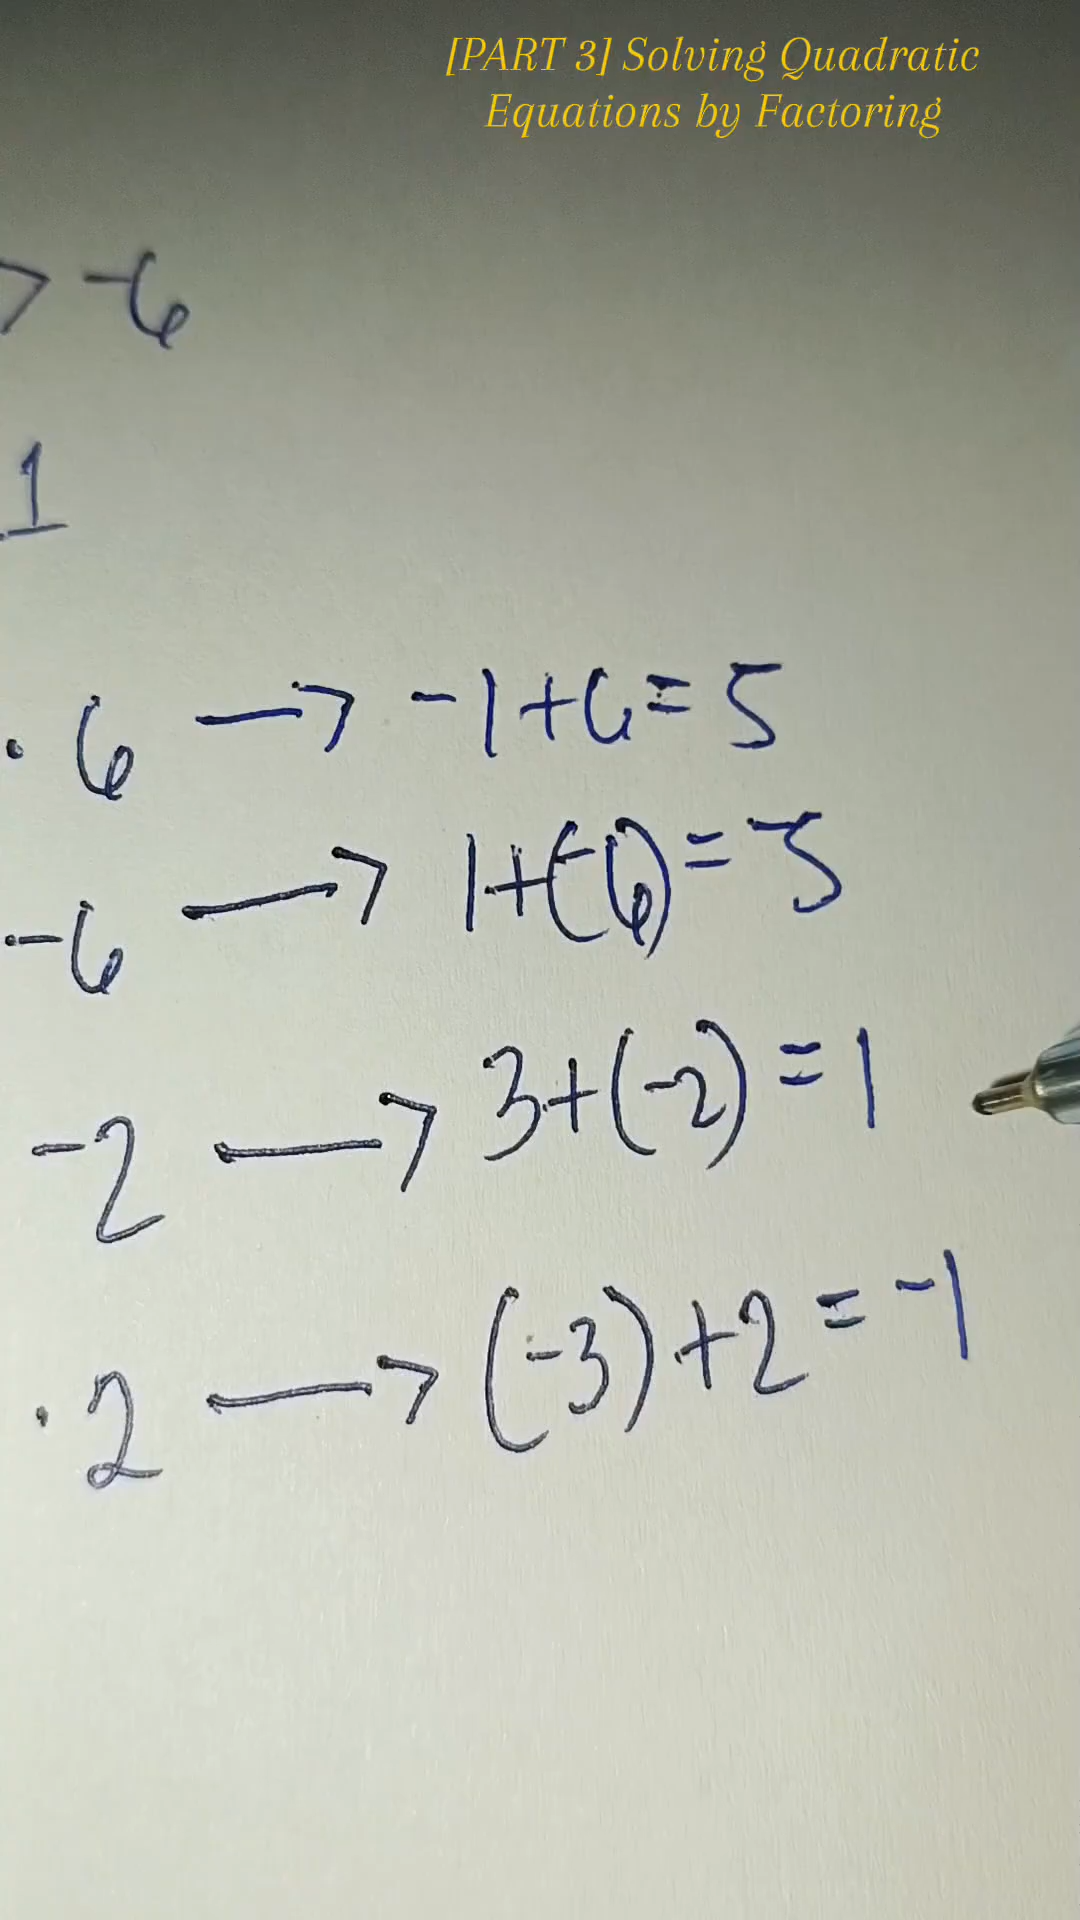 [PART 3] Solving Quadratic
Equations by Factoring
> -6
1
· 6 → -1+6=5
·-6 → 1+(-6)=-5
-2 → 3+(-2)=1
· 2 → (-3)+2=-1